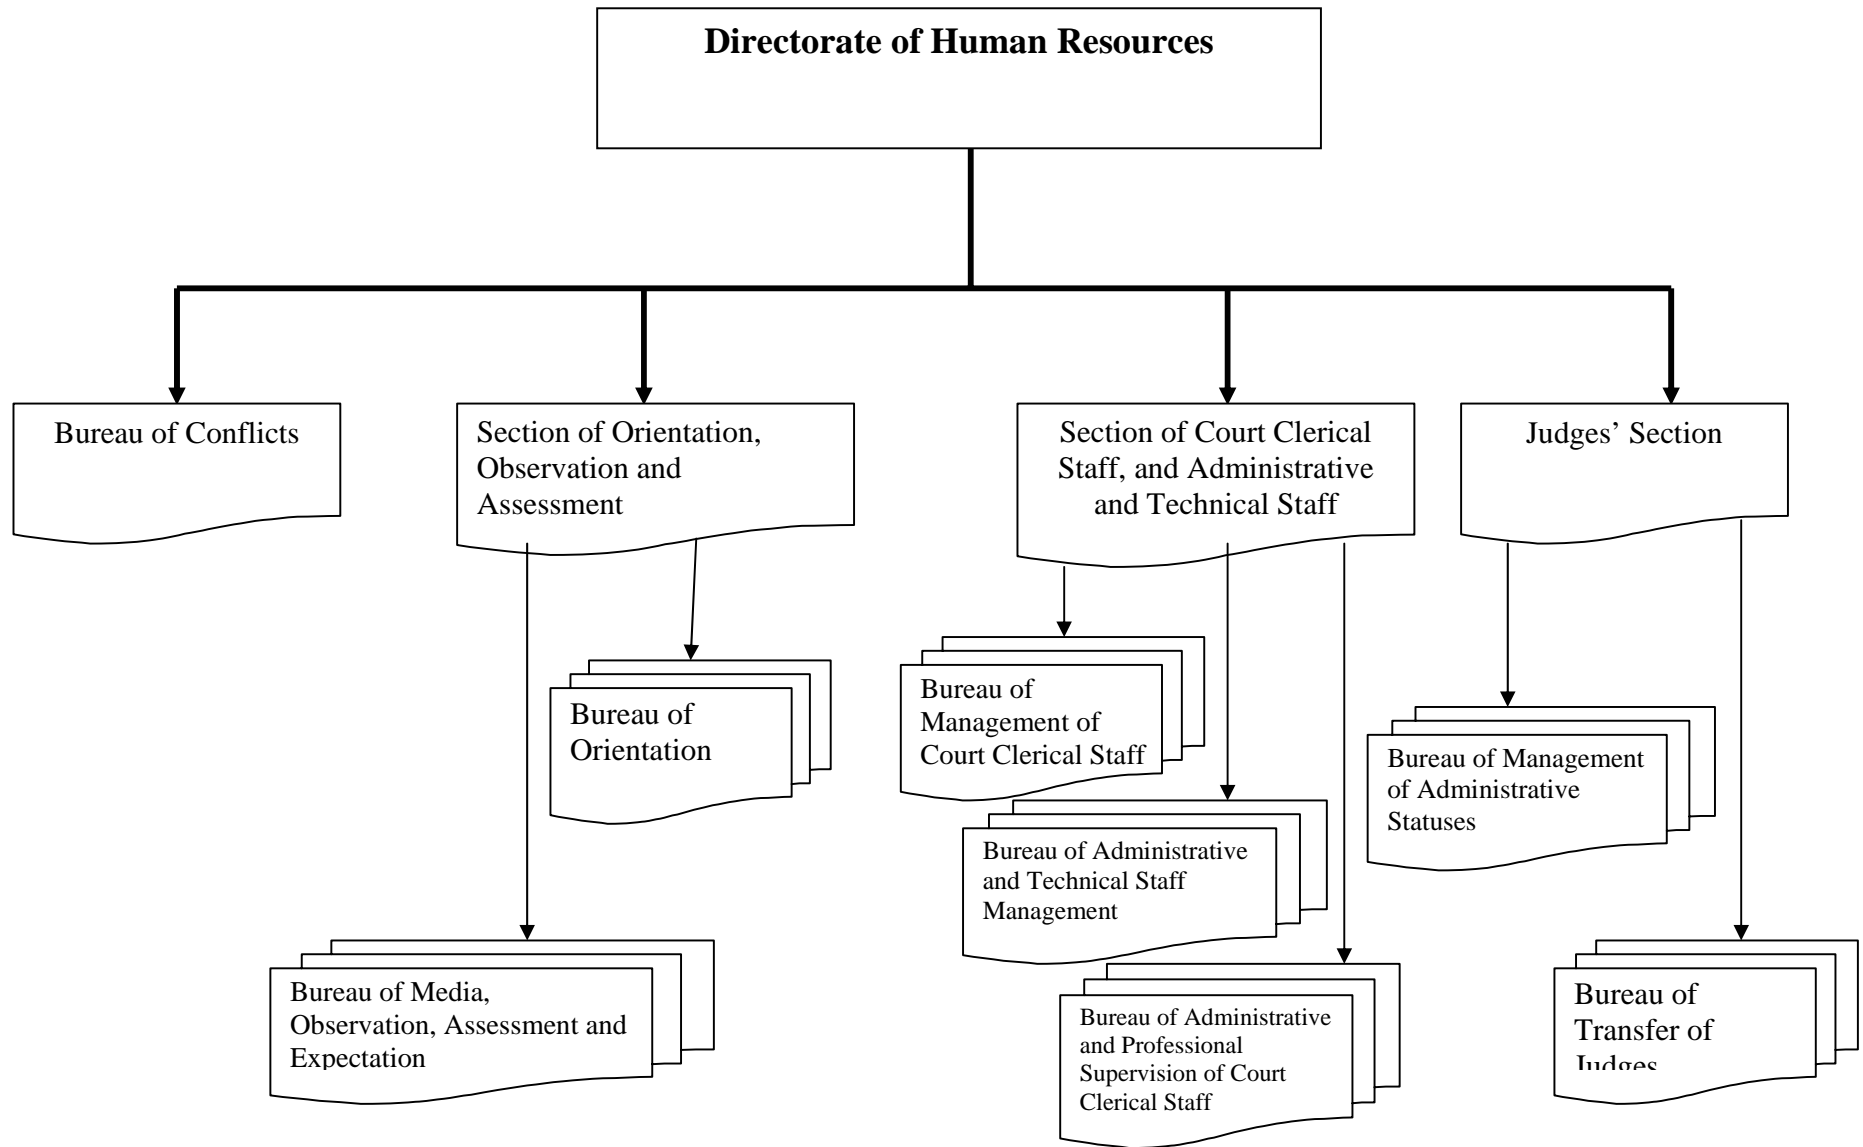 Directorate of Human Resources
Bureau of Conflicts
Section of Orientation,
Observation and
Assessment
Section of Court Clerical
Staff, and Administrative
and Technical Staff
Judges’ Section
Bureau of
Orientation
Bureau of
Management of
Court Clerical Staff
Bureau of Management
of Administrative
Statuses
Bureau of Administrative
and Technical Staff
Management
Bureau of Media,
Observation, Assessment and
Expectation
Bureau of Administrative
and Professional
Supervision of Court
Clerical Staff
Bureau of
Transfer of
Judges